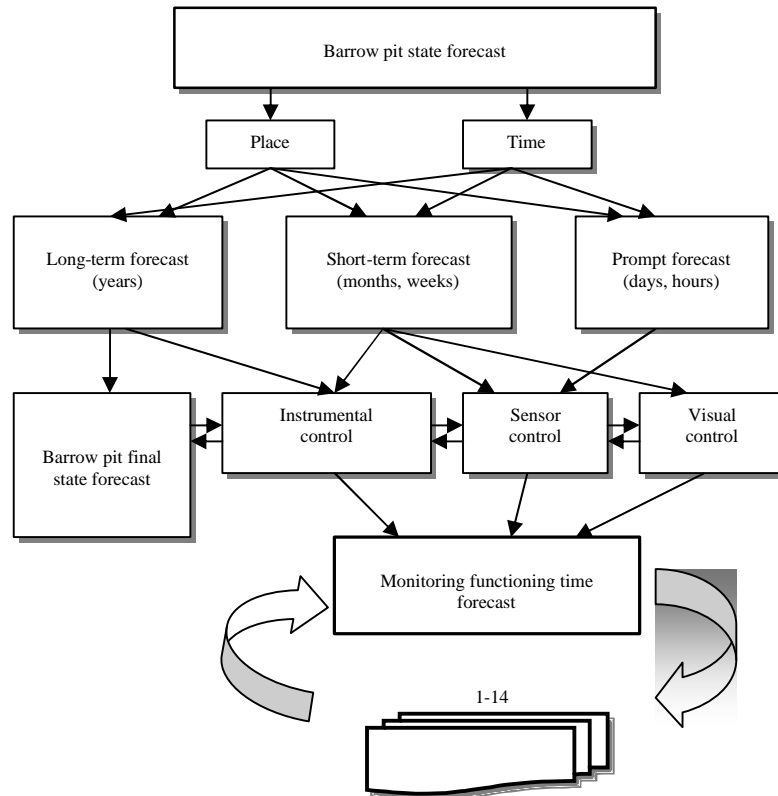 Barrow pit state forecast
Place
Time
Long-term forecast
(years)
Short-term forecast
(months, weeks)
Prompt forecast
(days, hours)
Barrow pit final
state forecast
Instrumental
control
Sensor
control
Visual
control
Monitoring functioning time
forecast
1-14